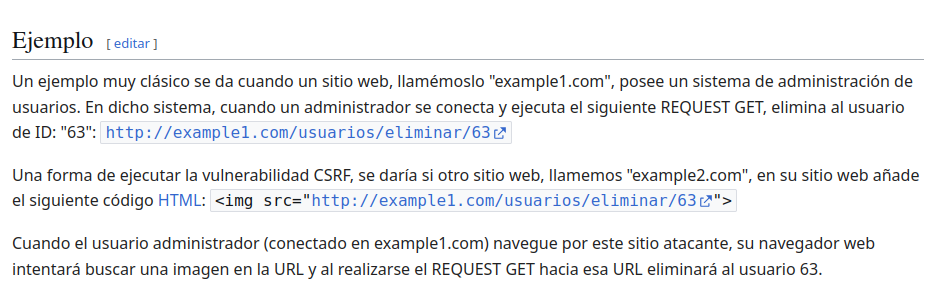 Ejemplo [ editar ]
Un ejemplo muy clásico se da cuando un sitio web, llamémoslo "example1.com", posee un sistema de administración de
usuarios. En dicho sistema, cuando un administrador se conecta y ejecuta el siguiente REQUEST GET, elimina al usuario
de ID: "63": http://example1.com/usuarios/eliminar/63
Una forma de ejecutar la vulnerabilidad CSRF, se daría si otro sitio web, llamemos "example2.com", en su sitio web añade
el siguiente código HTML: <img src="http://example1.com/usuarios/eliminar/63">
Cuando el usuario administrador (conectado en example1.com) navegue por este sitio atacante, su navegador web
intentará buscar una imagen en la URL y al realizarse el REQUEST GET hacia esa URL eliminará al usuario 63.